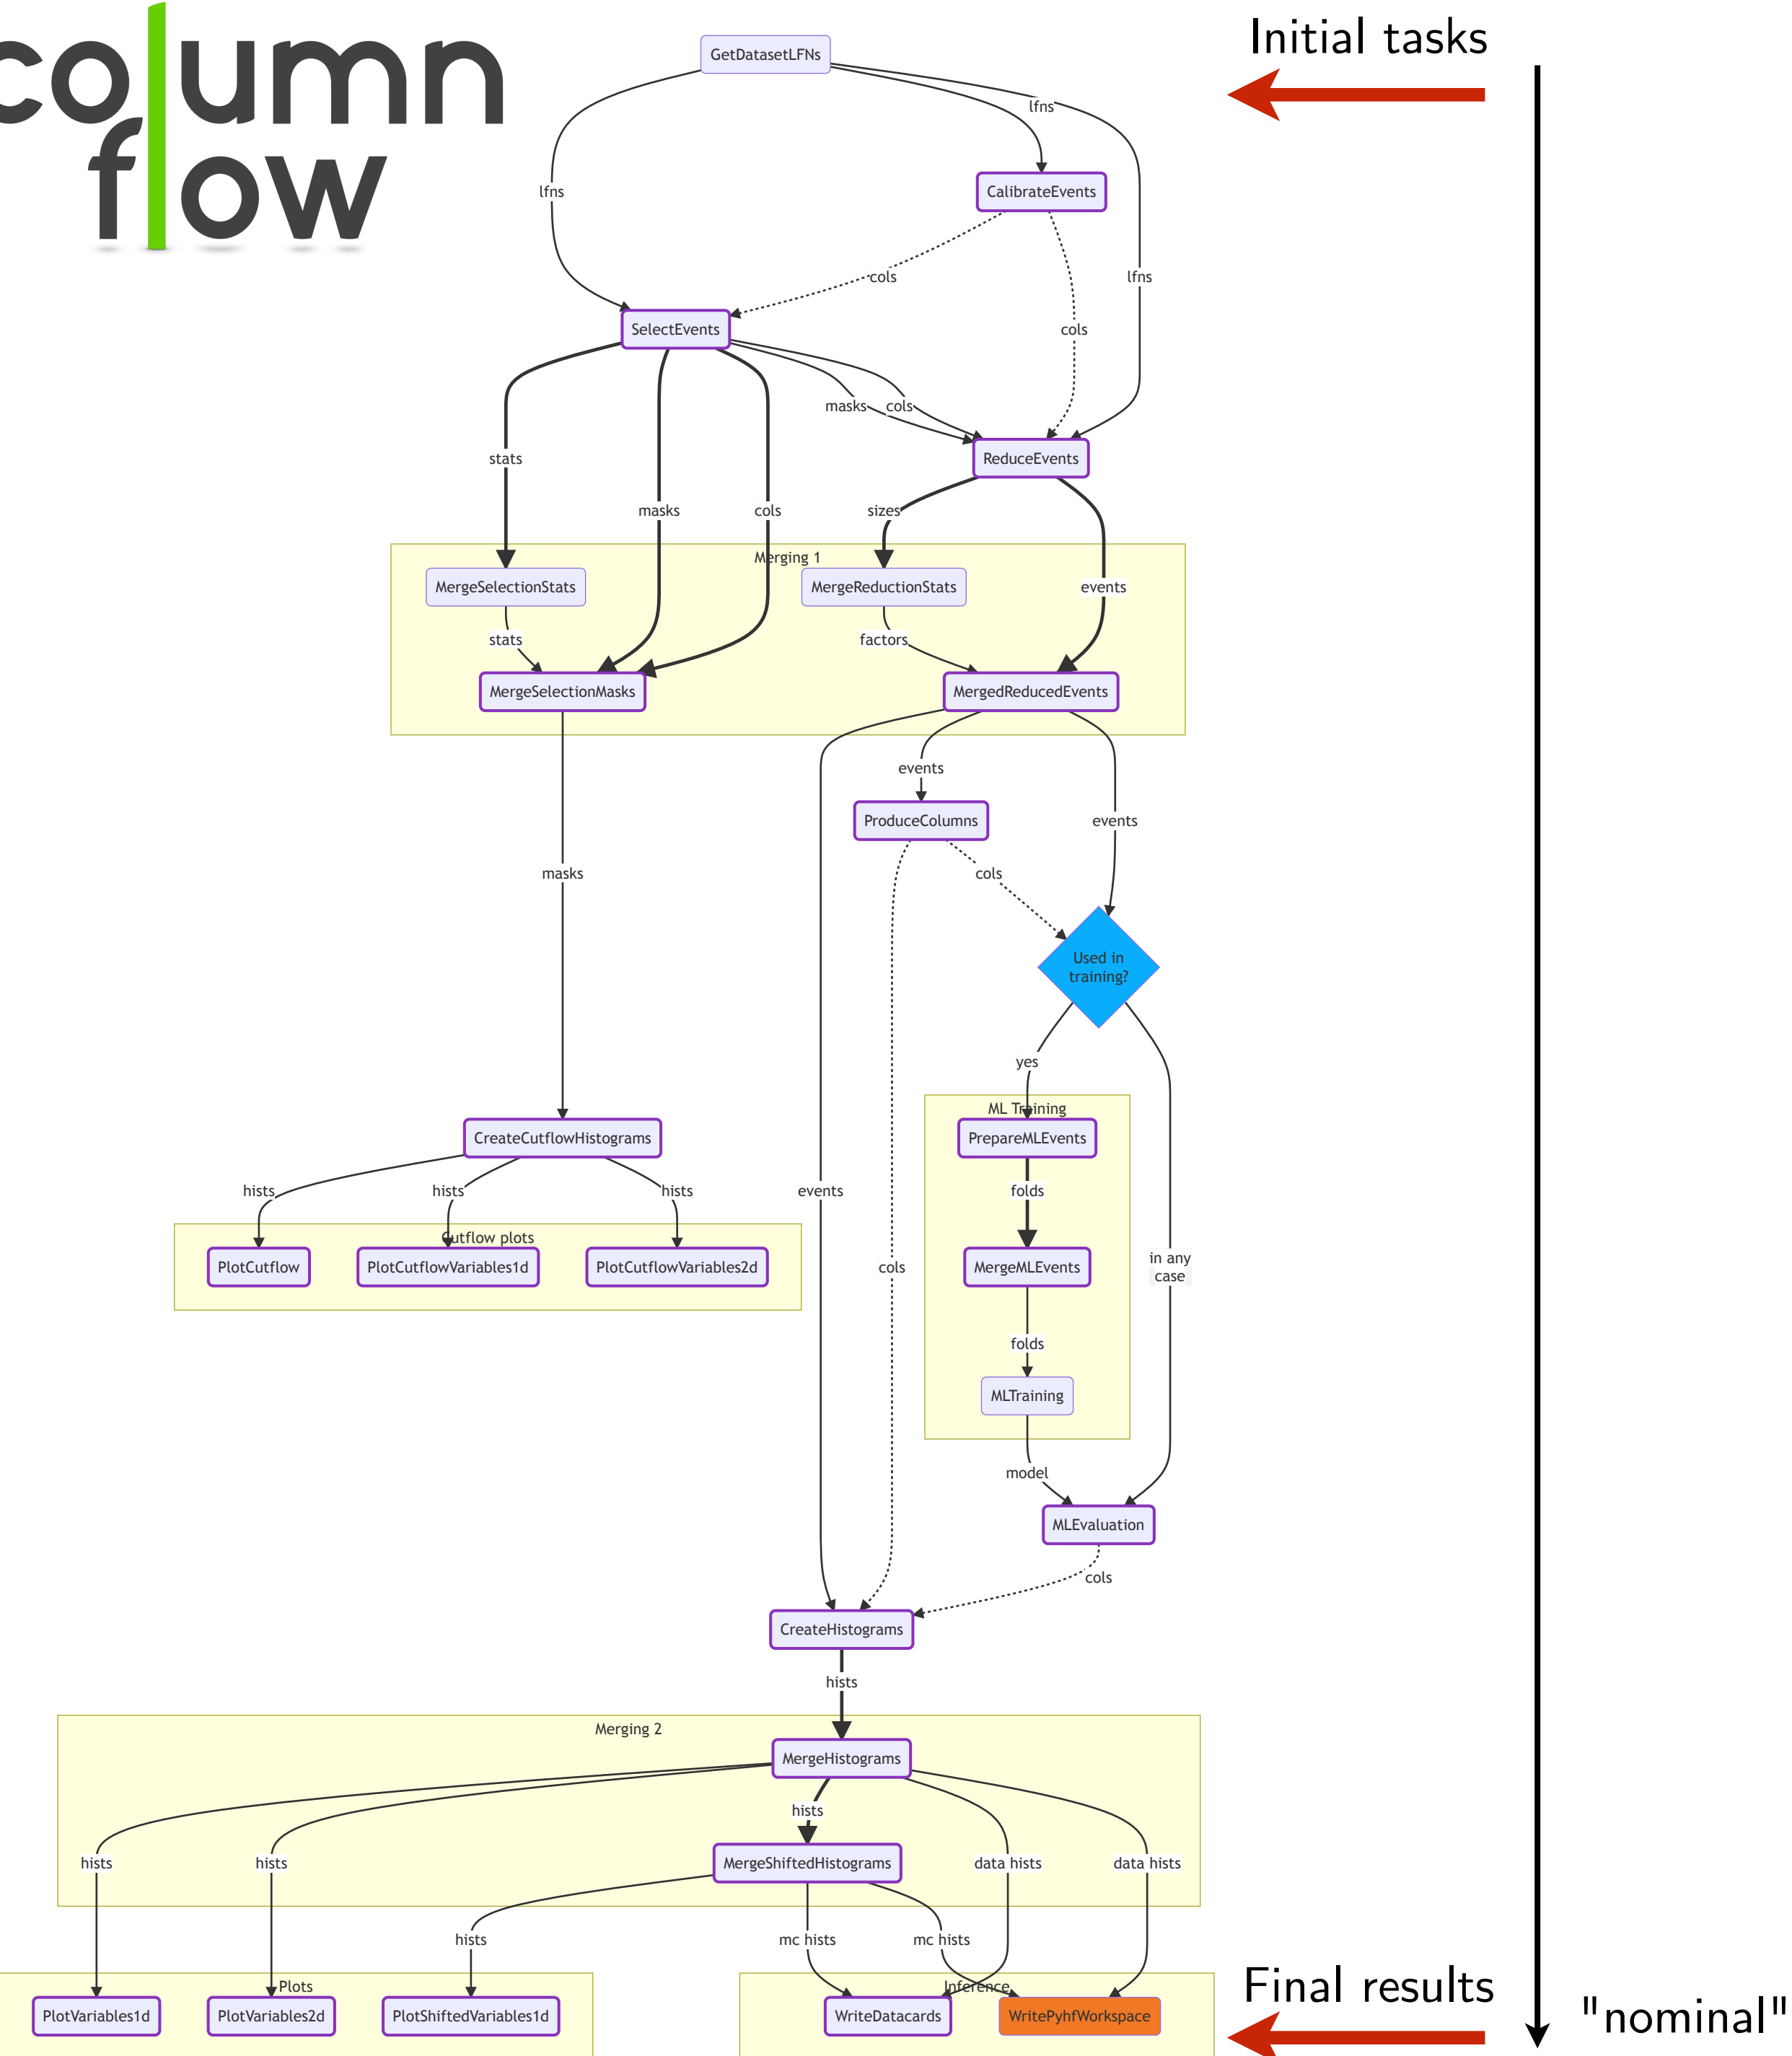 column
flow
Initial tasks
GetDatasetLFNs
lfns
lfns
CalibrateEvents
cols
lfns
SelectEvents
cols
masks
cols
stats
ReduceEvents
masks
cols
sizes
Merging 1
MergeSelectionStats
MergeReductionStats
events
stats
factors
MergeSelectionMasks
MergedReducedEvents
events
ProduceColumns
events
masks
cols
Used in
training?
yes
ML Training
CreateCutflowHistograms
PrepareMLEvents
hists
hists
hists
events
folds
Cutflow plots
PlotCutflow
PlotCutflowVariables1d
PlotCutflowVariables2d
cols
MergeMLEvents
in any
case
folds
MLTraining
model
MLEvaluation
cols
CreateHistograms
hists
Merging 2
MergeHistograms
hists
hists
hists
MergeShiftedHistograms
data hists
data hists
hists
mc hists
mc hists
Plots
Inference
Final results
PlotVariables1d
PlotVariables2d
PlotShiftedVariables1d
WriteDatacards
WritePyhfWorkspace
"nominal"